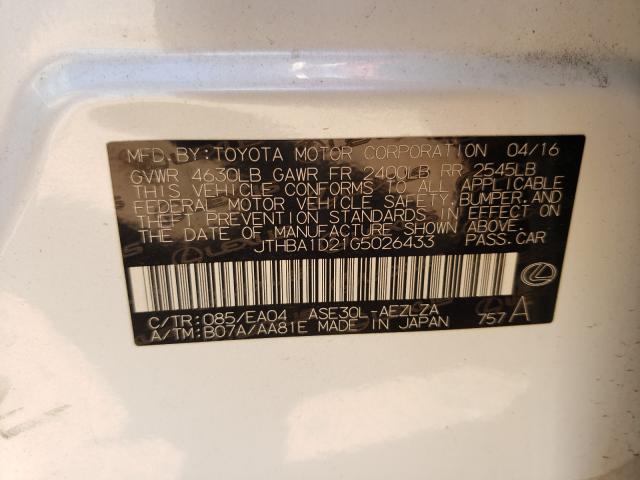 MFD. BY: TOYOTA MOTOR CORPORATION 04/16
GVWR 4630LB GAWR FR 2400LB RR 2545LB
THIS VEHICLE CONFORMS TO ALL APPLICABLE
FEDERAL MOTOR VEHICLE SAFETY, BUMPER, AND
THEFT PREVENTION STANDARDS IN EFFECT ON
THE DATE OF MANUFACTURE SHOWN ABOVE.
JTHBA1D21G5026433 PASS. CAR
C/TR: 085/EA04 ASE30L-AEZLZA
A/TM: B07A/AA81E MADE IN JAPAN 757A